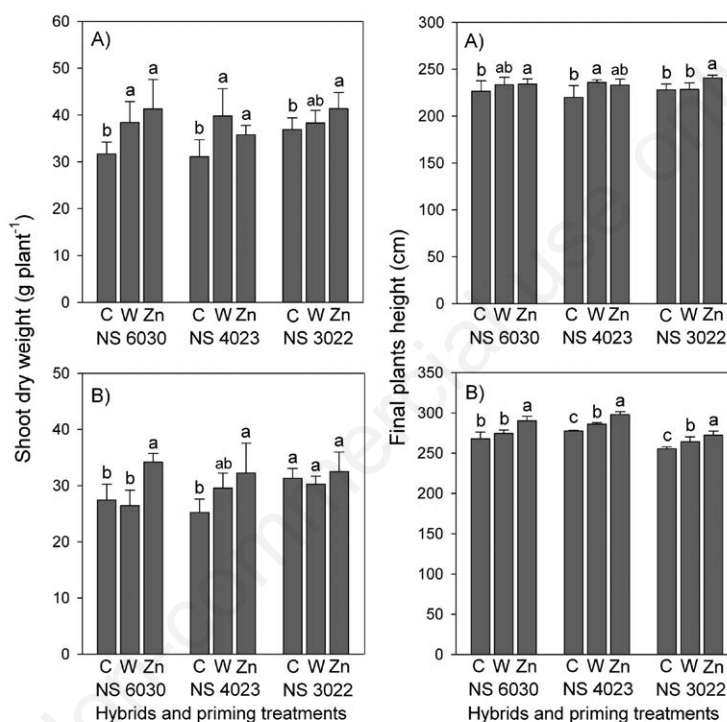 Shoot dry weight (g plant⁻¹)
A)
60
50
40
30
20
10
0
b a a b a a b ab a
C W Zn C W Zn C W Zn
NS 6030 NS 4023 NS 3022
B)
50
40
30
20
10
0
b b a b ab a a a a
C W Zn C W Zn C W Zn
NS 6030 NS 4023 NS 3022
Hybrids and priming treatments
Final plants height (cm)
A)
300
250
200
150
100
50
0
b ab a b a ab b b a
C W Zn C W Zn C W Zn
NS 6030 NS 4023 NS 3022
B)
350
300
250
200
150
100
50
0
b b a c b a c b a
C W Zn C W Zn C W Zn
NS 6030 NS 4023 NS 3022
Hybrids and priming treatments
on-commercial use on